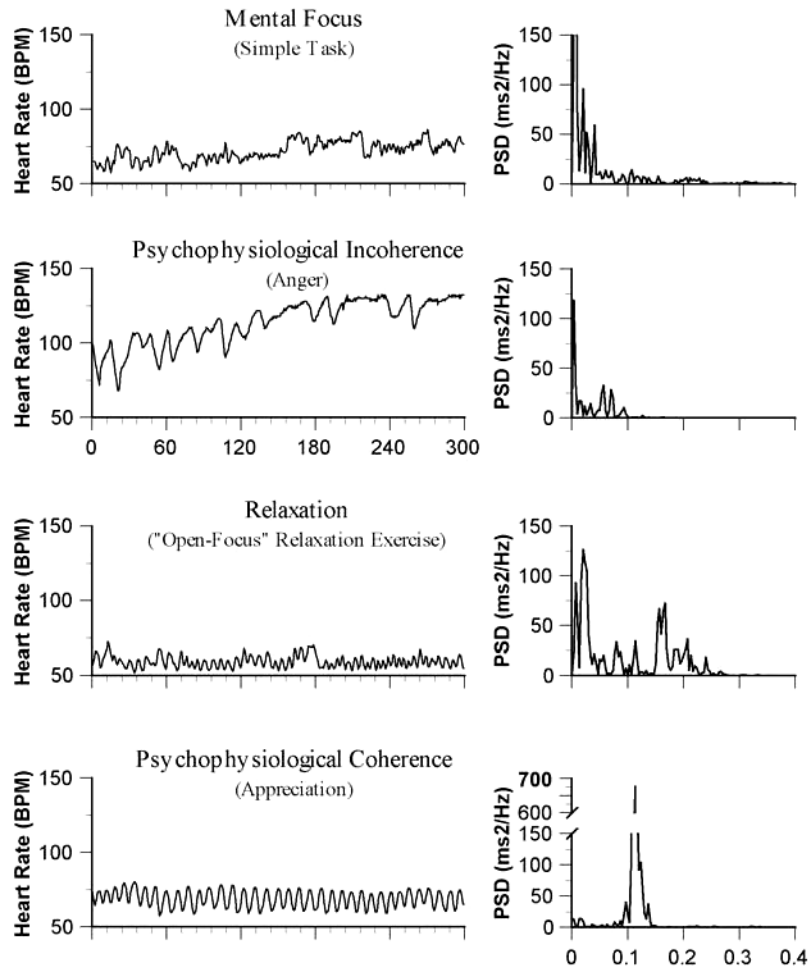 Mental Focus
(Simple Task)
Heart Rate (BPM)
150
100
50
PSD (ms2/Hz)
150
100
50
0
Psychophysiological Incoherence
(Anger)
Heart Rate (BPM)
150
100
50
0 60 120 180 240 300
PSD (ms2/Hz)
150
100
50
0
Relaxation
("Open-Focus" Relaxation Exercise)
Heart Rate (BPM)
150
100
50
PSD (ms2/Hz)
150
100
50
0
Psychophysiological Coherence
(Appreciation)
Heart Rate (BPM)
150
100
50
PSD (ms2/Hz)
700
600
150
100
50
0
0 0.1 0.2 0.3 0.4